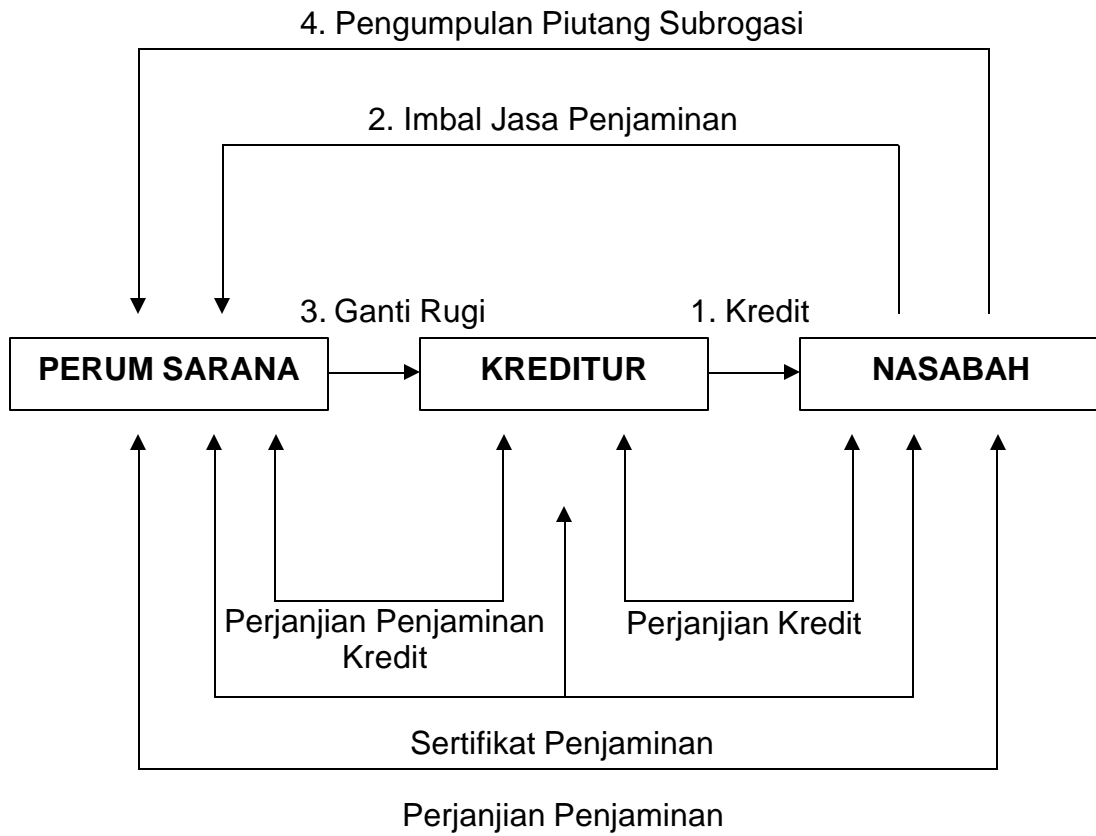 4. Pengumpulan Piutang Subrogasi
2. Imbal Jasa Penjaminan
3. Ganti Rugi
1. Kredit
PERUM SARANA
KREDITUR
NASABAH
Perjanjian Penjaminan
Kredit
Perjanjian Kredit
Sertifikat Penjaminan
Perjanjian Penjaminan